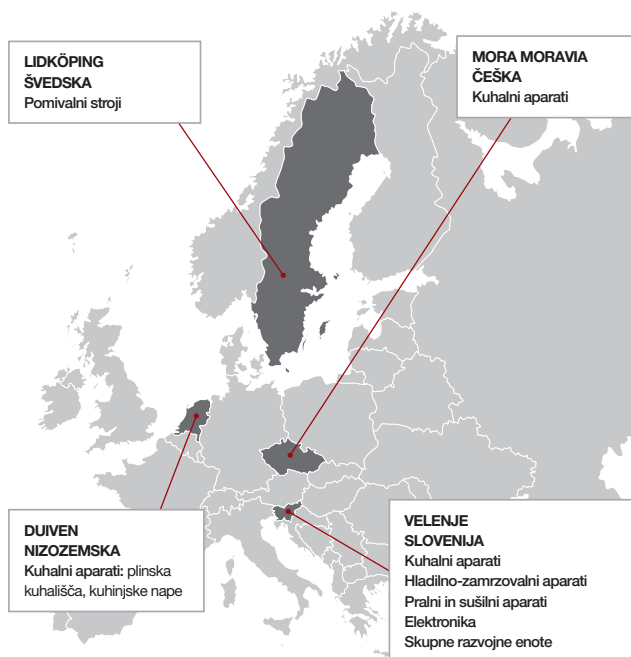 LIDKÖPING
ŠVEDSKA
Pomivalni stroji
MORA MORAVIA
ČEŠKA
Kuhalni aparati
DUIVEN
NIZOZEMSKA
Kuhalni aparati: plinska
kuhališča, kuhinjske nape
VELENJE
SLOVENIJA
Kuhalni aparati
Hladilno-zamrzovalni aparati
Pralni in sušilni aparati
Elektronika
Skupne razvojne enote